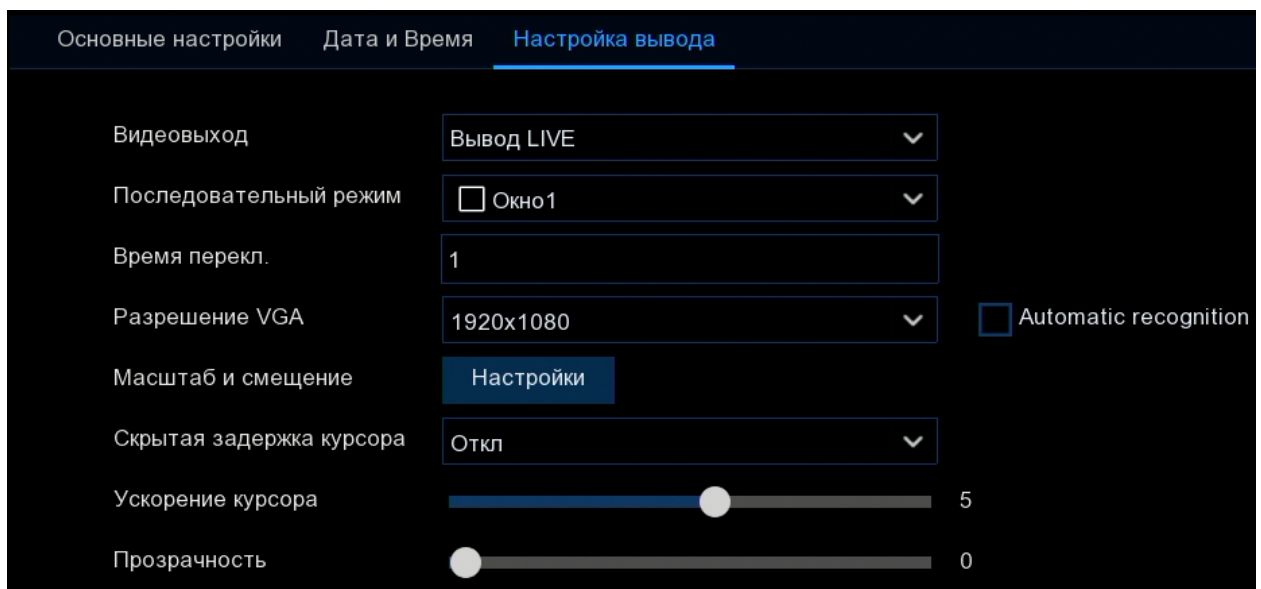 Основные настройки Дата и Время Настройка вывода
Видеовыход Вывод LIVE
Последовательный режим Окно1
Время перекл. 1
Разрешение VGA 1920x1080 Automatic recognition
Масштаб и смещение Настройки
Скрытая задержка курсора Откл
Ускорение курсора 5
Прозрачность 0